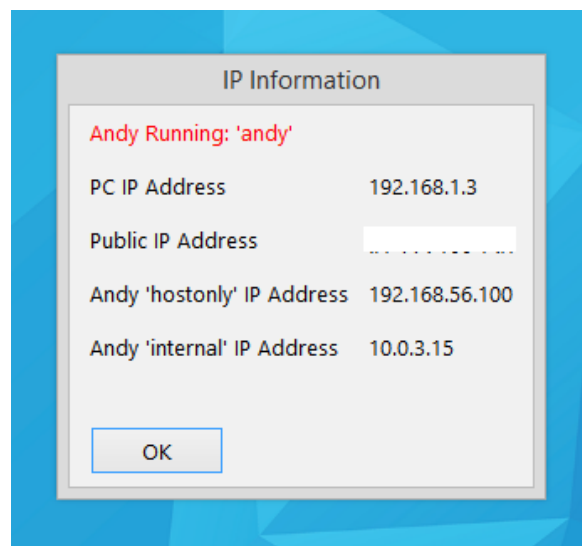 IP Information
Andy Running: 'andy'
PC IP Address 192.168.1.3
Public IP Address
Andy 'hostonly' IP Address 192.168.56.100
Andy 'internal' IP Address 10.0.3.15
OK